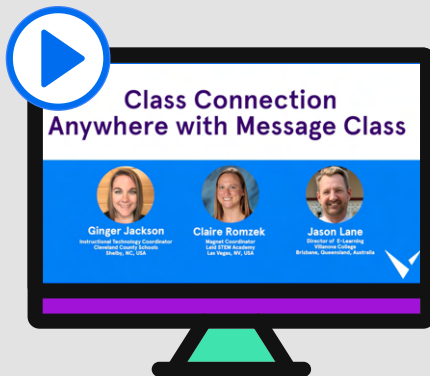 Class Connection
Anywhere with Message Class
Ginger Jackson
Instructional Technology Coordinator
Cleveland County Schools
Shelby, NC, USA
Claire Romzek
Magnet Coordinator
Laid STEM Academy
Las Vegas, NV, USA
Jason Lane
Director of E-Learning
Villanova College
Brisbane, Queensland, Australia